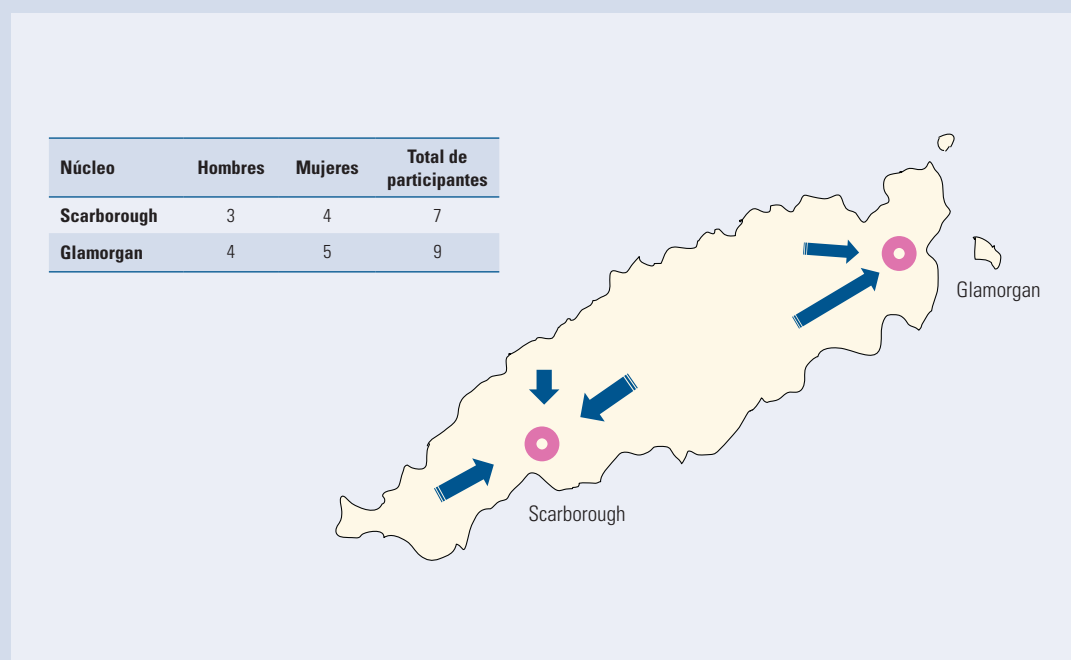 Núcleo Hombres Mujeres Total de participantes
Scarborough 3 4 7
Glamorgan 4 5 9
Glamorgan
Scarborough